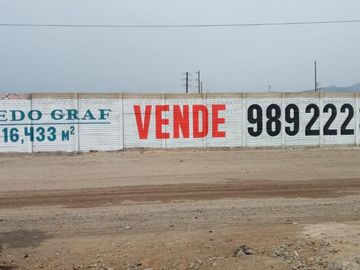 EDO GRAF
16,433 M²
VENDE
989222